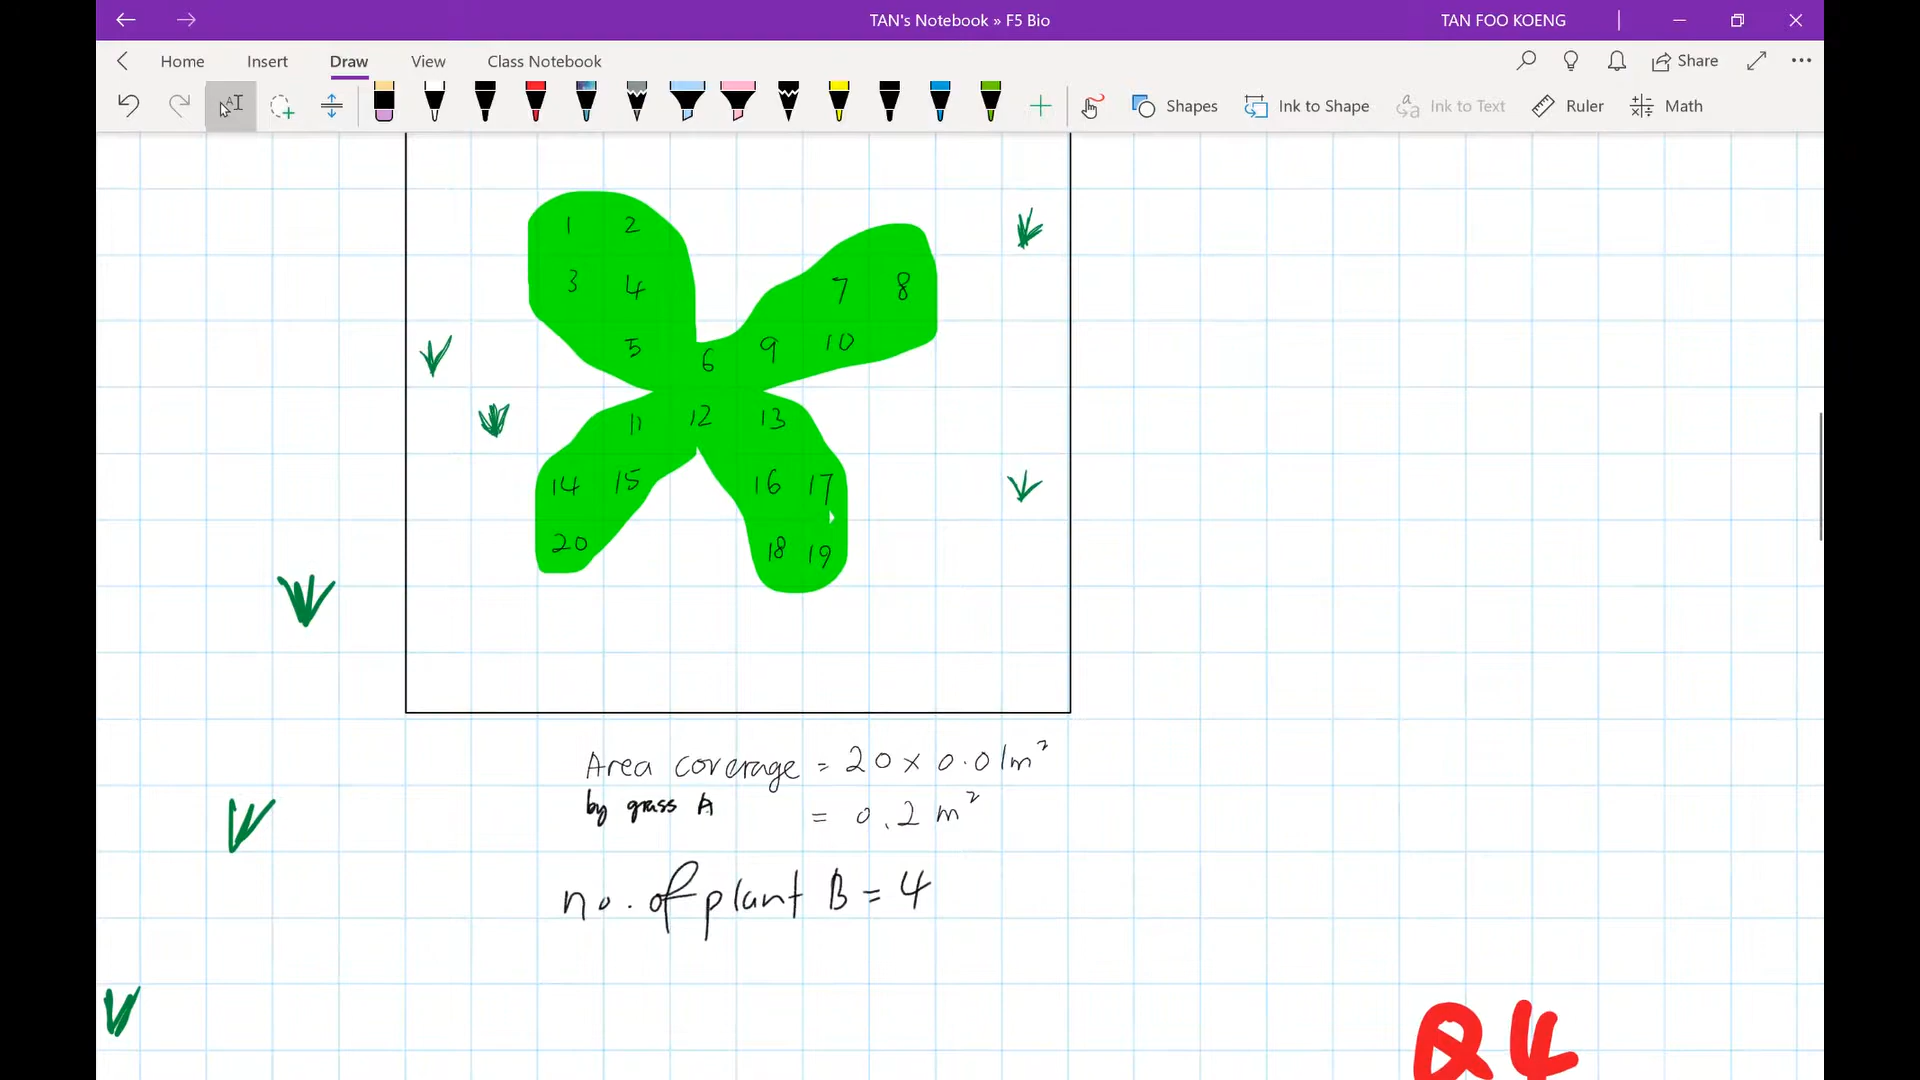 TAN's Notebook » F5 Bio
TAN FOO KOENG
Home Insert Draw View Class Notebook
Share
Shapes Ink to Shape Ink to Text Ruler Math
1 2
3 4 7 8
5 6 9 10
11 12 13
14 15 16 17
20 18 19
Area coverage = 20 x 0.01m²
by grass A = 0.2 m²
no. of plant B = 4
Q4